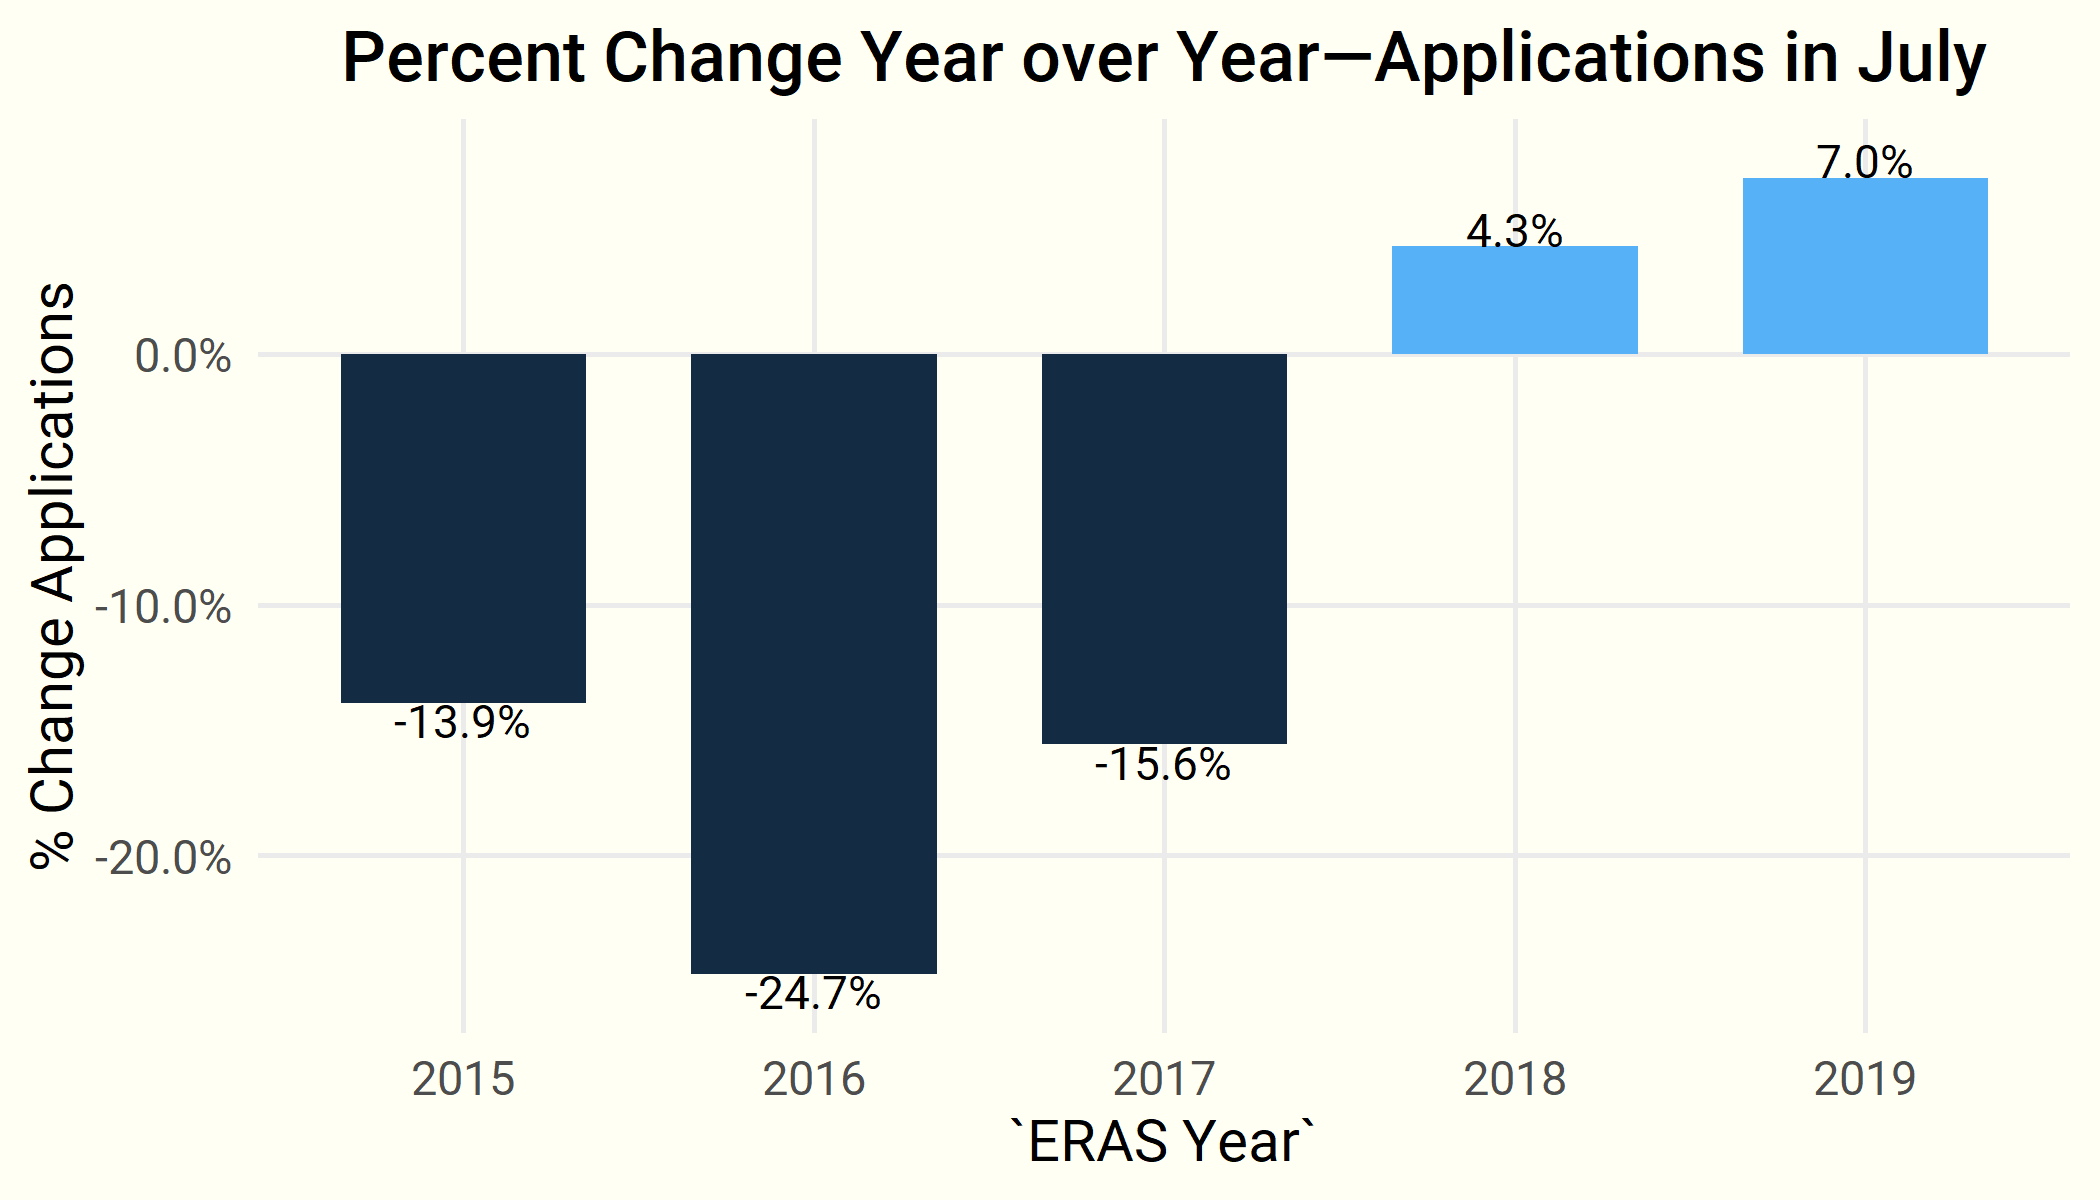 Percent Change Year over Year—Applications in July
% Change Applications
0.0%
-10.0%
-20.0%
-13.9%
-24.7%
-15.6%
4.3%
7.0%
2015 2016 2017 2018 2019
`ERAS Year`